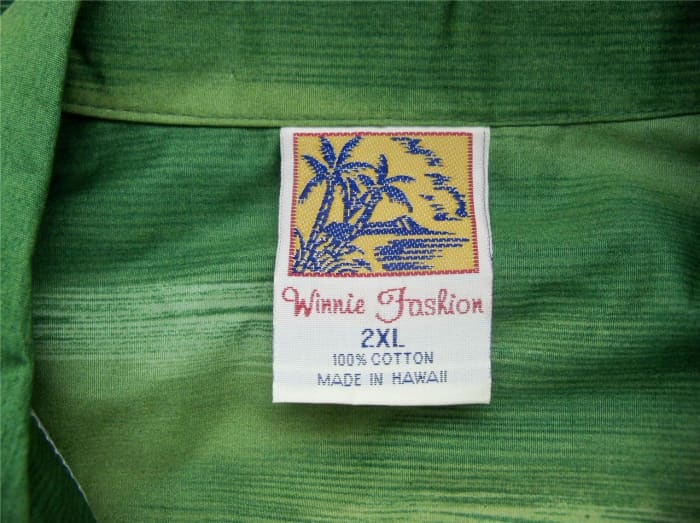 Winnie Fashion
2XL
100% COTTON
MADE IN HAWAII